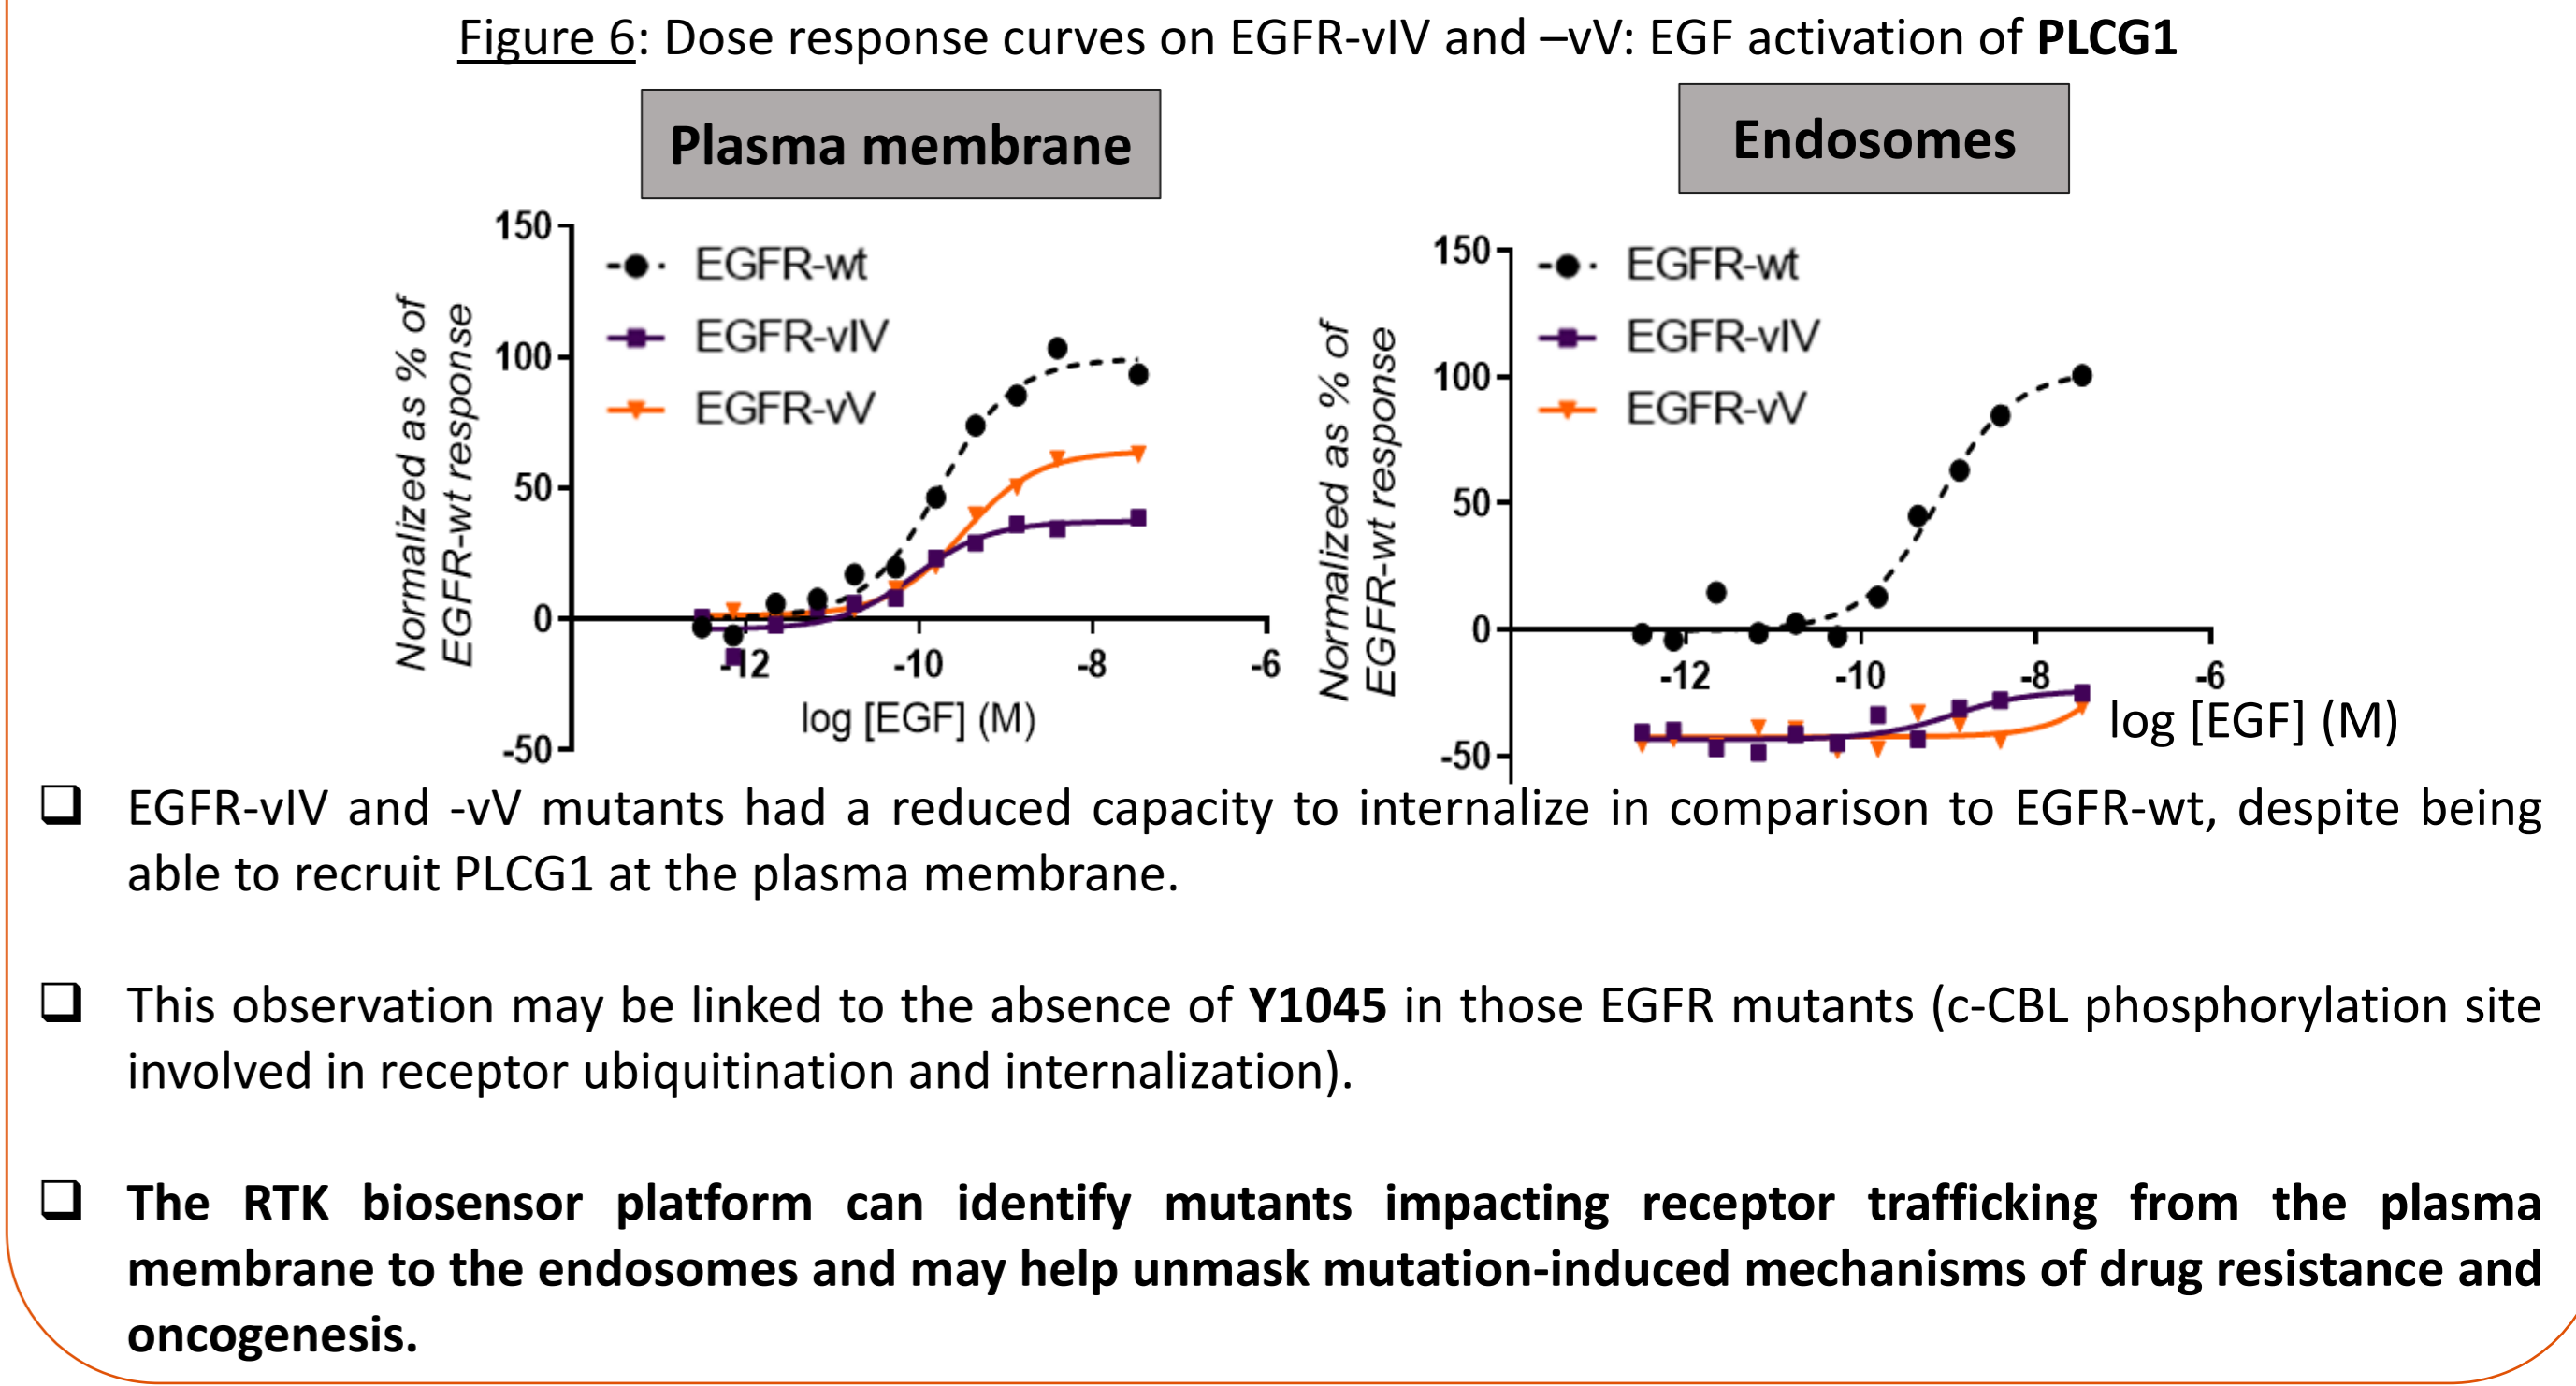 Figure 6: Dose response curves on EGFR-vIV and –vV: EGF activation of PLCG1
Plasma membrane
150
100
50
0
-50
Normalized as % of
EGFR-wt response
EGFR-wt
EGFR-vIV
EGFR-vV
-12
-10
-8
-6
log [EGF] (M)
Endosomes
150
100
50
0
-50
Normalized as % of
EGFR-wt response
EGFR-wt
EGFR-vIV
EGFR-vV
-12
-10
-8
-6
log [EGF] (M)
EGFR-vIV and -vV mutants had a reduced capacity to internalize in comparison to EGFR-wt, despite being
able to recruit PLCG1 at the plasma membrane.
This observation may be linked to the absence of Y1045 in those EGFR mutants (c-CBL phosphorylation site
involved in receptor ubiquitination and internalization).
The RTK biosensor platform can identify mutants impacting receptor trafficking from the plasma
membrane to the endosomes and may help unmask mutation-induced mechanisms of drug resistance and
oncogenesis.